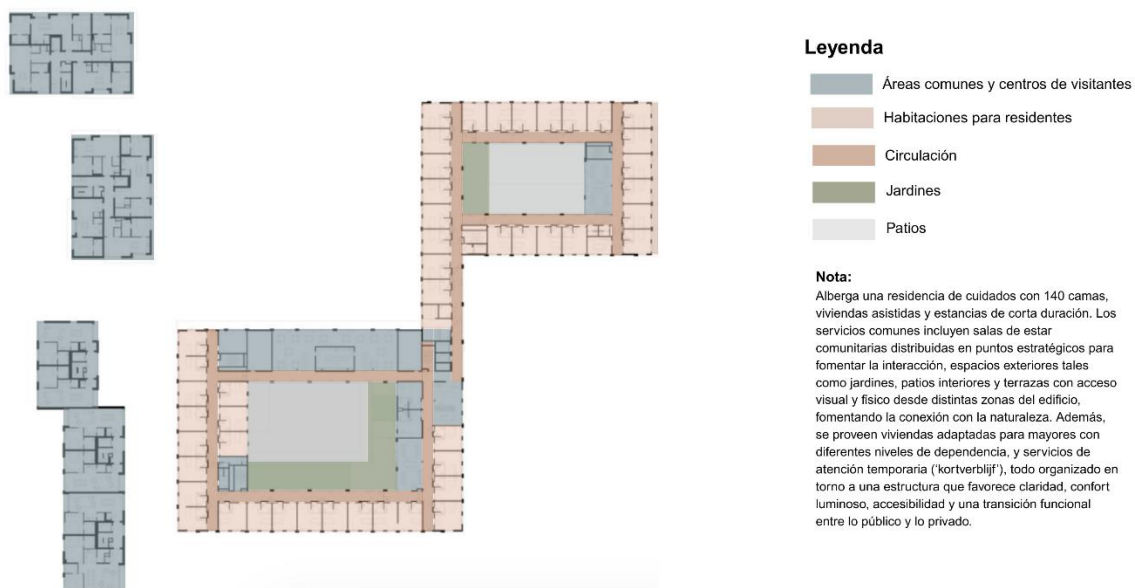 Leyenda
Áreas comunes y centros de visitantes
Habitaciones para residentes
Circulación
Jardines
Patios
Nota:
Alberga una residencia de cuidados con 140 camas,
viviendas asistidas y estancias de corta duración. Los
servicios comunes incluyen salas de estar
comunitarias distribuidas en puntos estratégicos para
fomentar la interacción, espacios exteriores tales
como jardines, patios interiores y terrazas con acceso
visual y físico desde distintas zonas del edificio,
fomentando la conexión con la naturaleza. Además,
se proveen viviendas adaptadas para mayores con
diferentes niveles de dependencia, y servicios de
atención temporaria (‘kortverblijf’), todo organizado en
torno a una estructura que favorece claridad, confort
luminoso, accesibilidad y una transición funcional
entre lo público y lo privado.